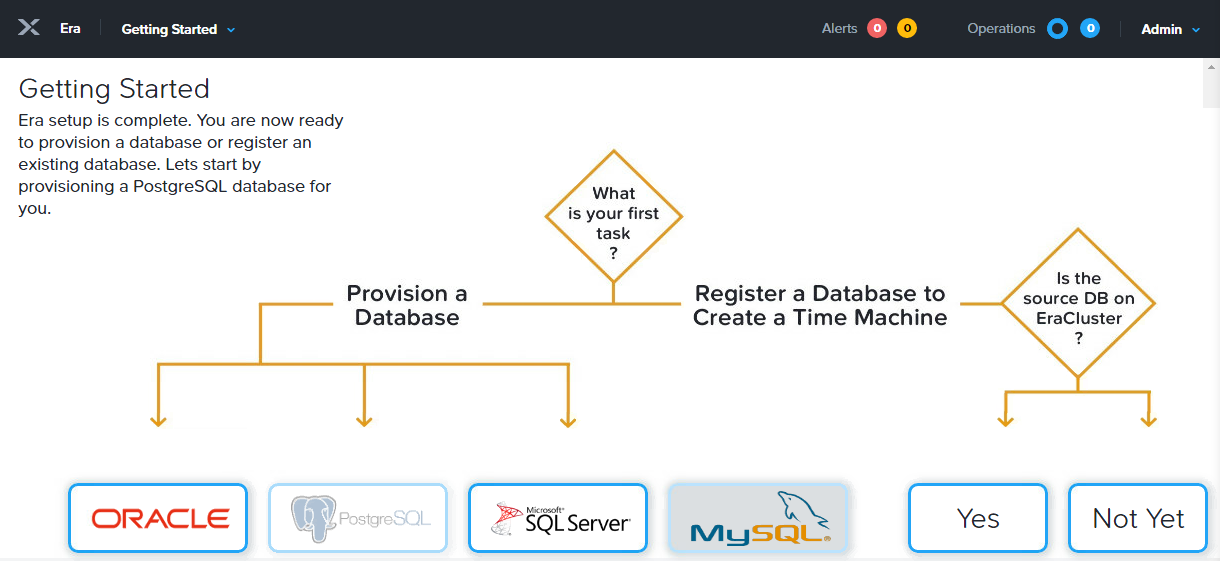 Era
Getting Started
Alerts 0 0
Operations 0
Admin
Getting Started
Era setup is complete. You are now ready
to provision a database or register an
existing database. Lets start by
provisioning a PostgreSQL database for
you.
What
is your first
task
?
Provision a
Database
Register a Database to
Create a Time Machine
Is the
source DB on
EraCluster
?
ORACLE
PostgreSQL
Microsoft®
SQL Server®
MySQL®
Yes
Not Yet